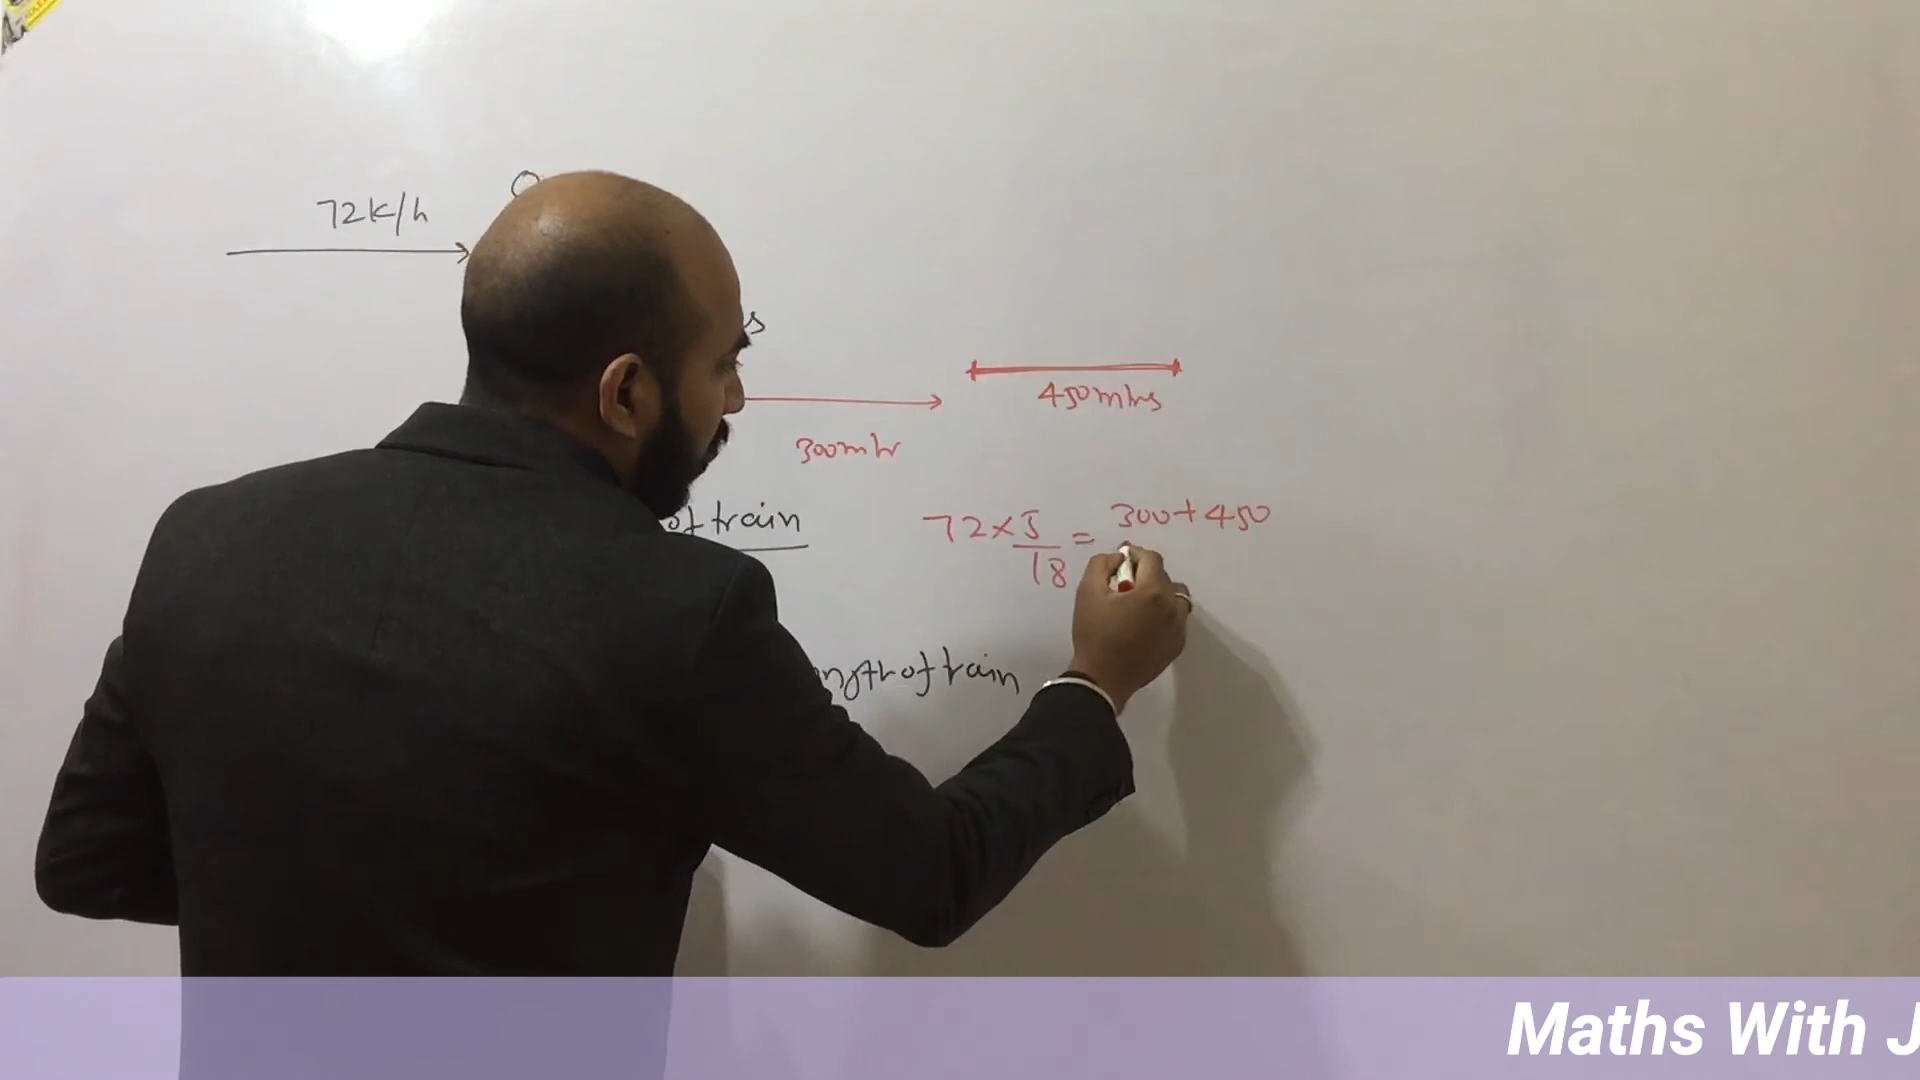 72K/h
s
450mtrs
300mtr
of train
72×5/18 = 300+450
ngth of train
Maths With J